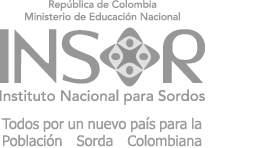 República de Colombia
Ministerio de Educación Nacional
INSOR
Instituto Nacional para Sordos
Todos por un nuevo país para la
Población Sorda Colombiana